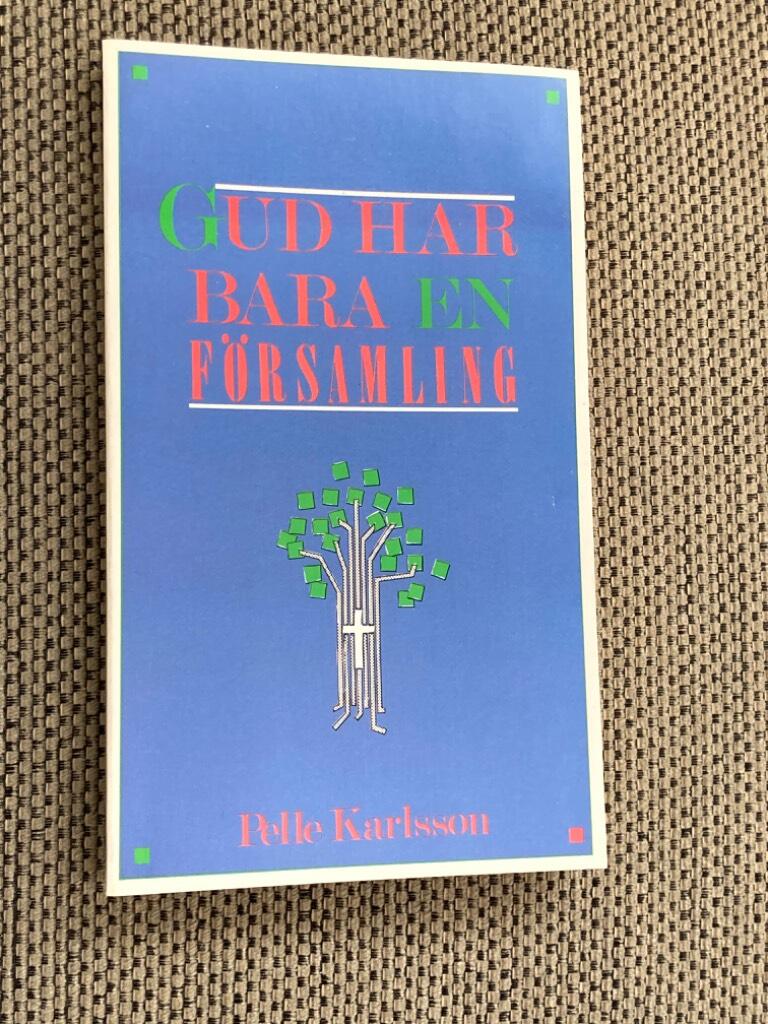 GUD HAR
BARA EN
FÖRSAMLING
Pelle Karlsson